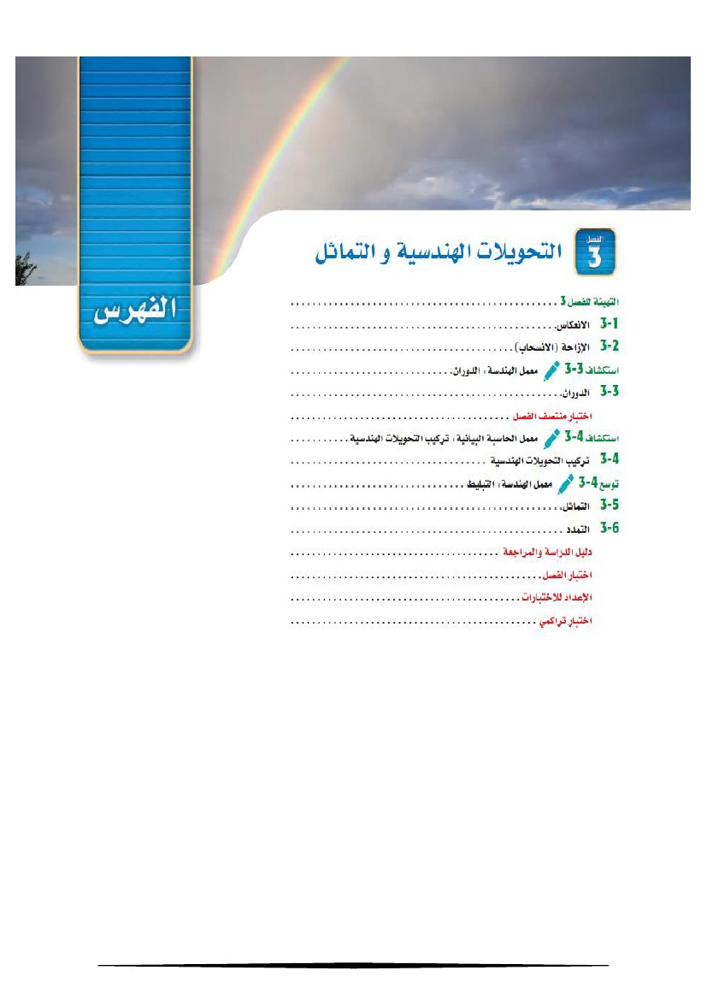 الفصل
3
التحويلات الهندسية و التماثل
الفهرس
التهيئة للفصل 3 ..................................................
3-1 الانعكاس..................................................
3-2 الإزاحة (الانسحاب)..........................................
استكشاف 3-3 معمل الهندسة : الدوران..............................
3-3 الدوران..................................................
اختبار منتصف الفصل ........................................
استكشاف 3-4 معمل الحاسبة البيانية : تركيب التحويلات الهندسية...........
3-4 تركيب التحويلات الهندسية ....................................
توسع 3-4 معمل الهندسة : التبليط ................................
3-5 التماثل..................................................
3-6 التمدد ..................................................
دليل الدراسة والمراجعة ......................................
اختبار الفصل..............................................
الإعداد للاختبارات..........................................
اختبار تراكمي .............................................